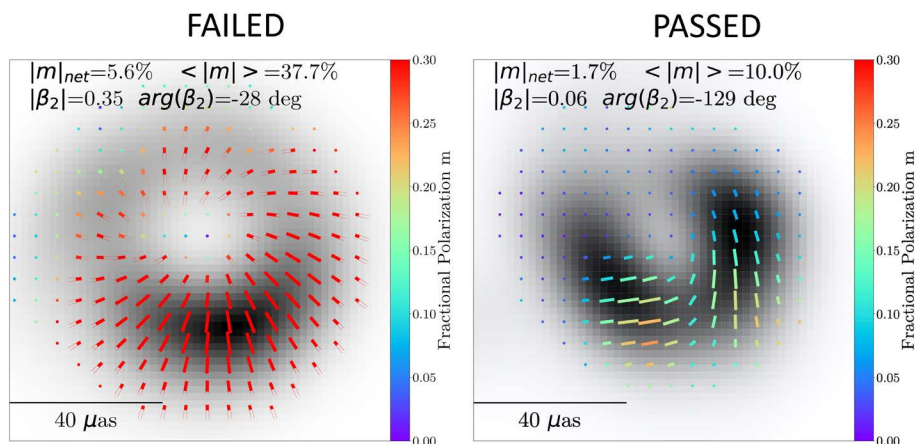 FAILED
|m|net=5.6% < |m| > =37.7%
|β2|=0.35 arg(β2)=-28 deg
0.30
0.25
0.20
0.15
0.10
0.05
0.00
Fractional Polarization m
40 μas
PASSED
|m|net=1.7% < |m| > =10.0%
|β2|=0.06 arg(β2)=-129 deg
0.30
0.25
0.20
0.15
0.10
0.05
0.00
Fractional Polarization m
40 μas